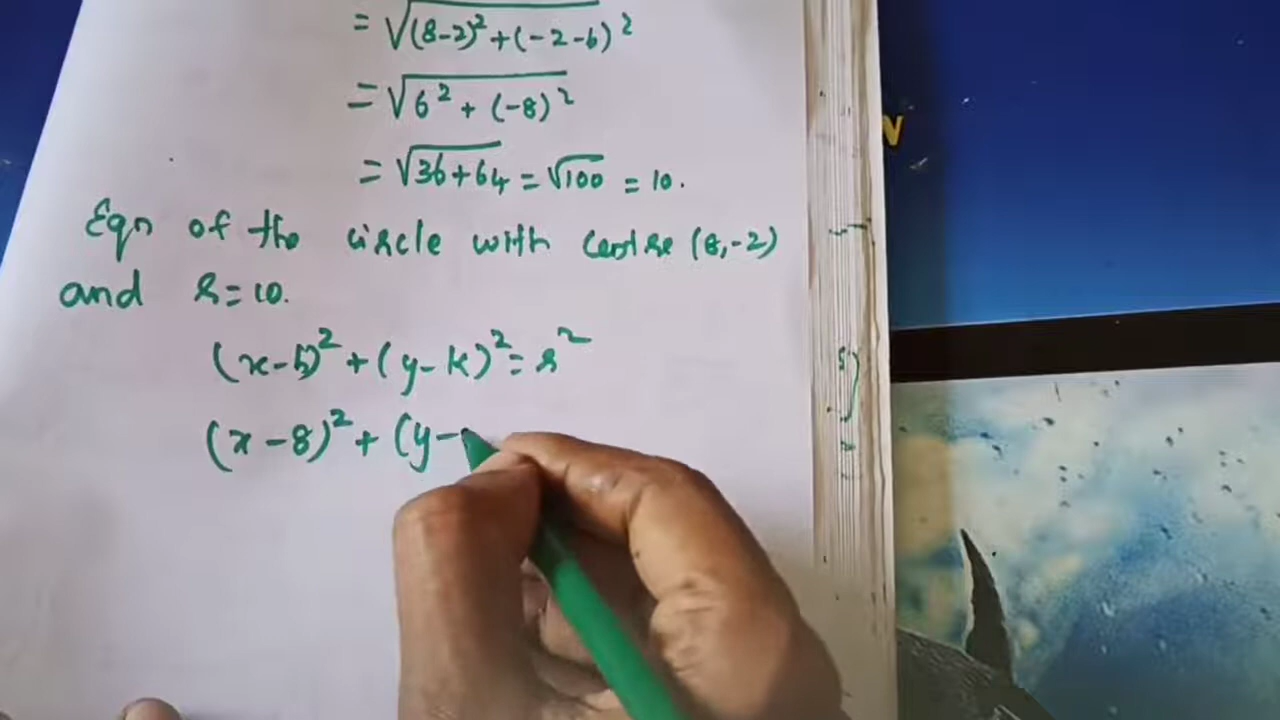 = √(8-2)² + (-2-6)²
= √6² + (-8)²
= √36+64 = √100 = 10.
Eqn of the circle with centre (8,-2)
and r = 10.
(x-h)² + (y-k)² = r²
(x-8)² + (y-